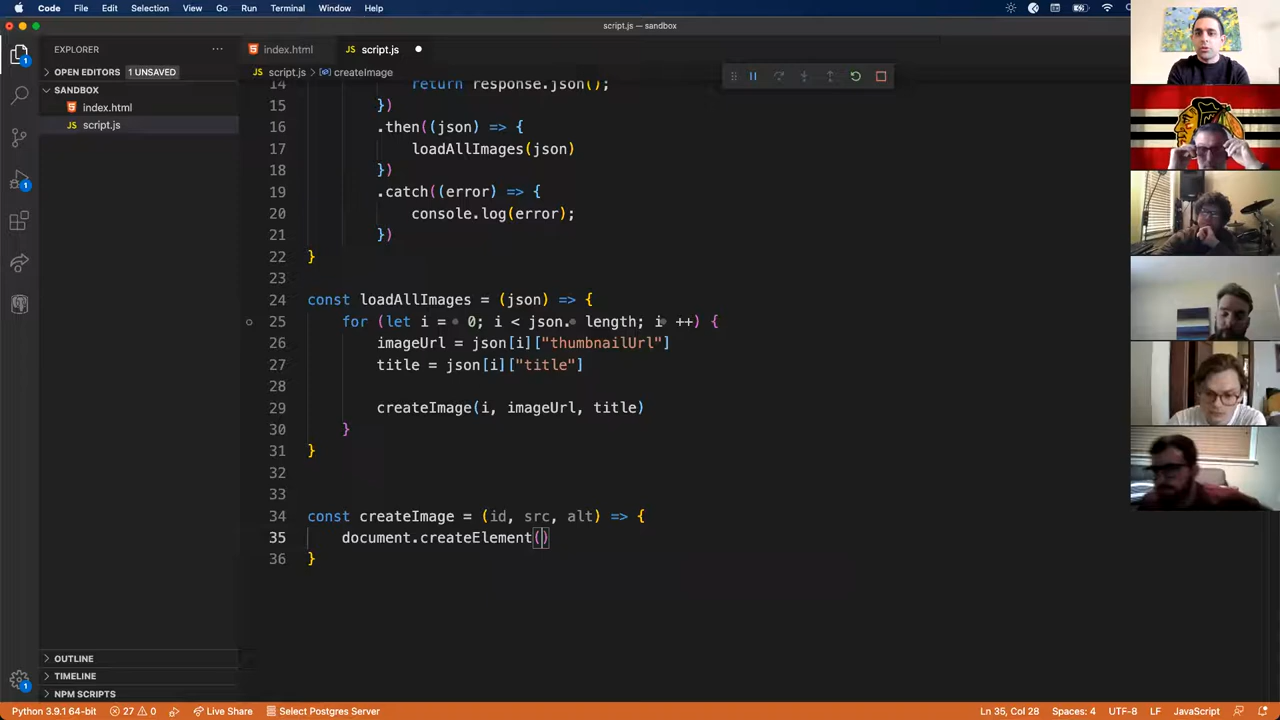 Code File Edit Selection View Go Run Terminal Window Help
script.js — sandbox
EXPLORER
index.html
script.js
OPEN EDITORS 1 UNSAVED
script.js > createImage
SANDBOX
index.html
script.js
14 return response.json();
15 })
16 .then((json) => {
17 loadAllImages(json)
18 })
19 .catch((error) => {
20 console.log(error);
21 })
22 }
23
24 const loadAllImages = (json) => {
25 for (let i = 0; i < json. length; i ++) {
26 imageUrl = json[i]["thumbnailUrl"]
27 title = json[i]["title"]
28
29 createImage(i, imageUrl, title)
30 }
31 }
32
33
34 const createImage = (id, src, alt) => {
35 document.createElement()
36 }
OUTLINE
TIMELINE
NPM SCRIPTS
Python 3.9.1 64-bit 27 0 Live Share Select Postgres Server Ln 35, Col 28 Spaces: 4 UTF-8 LF JavaScript